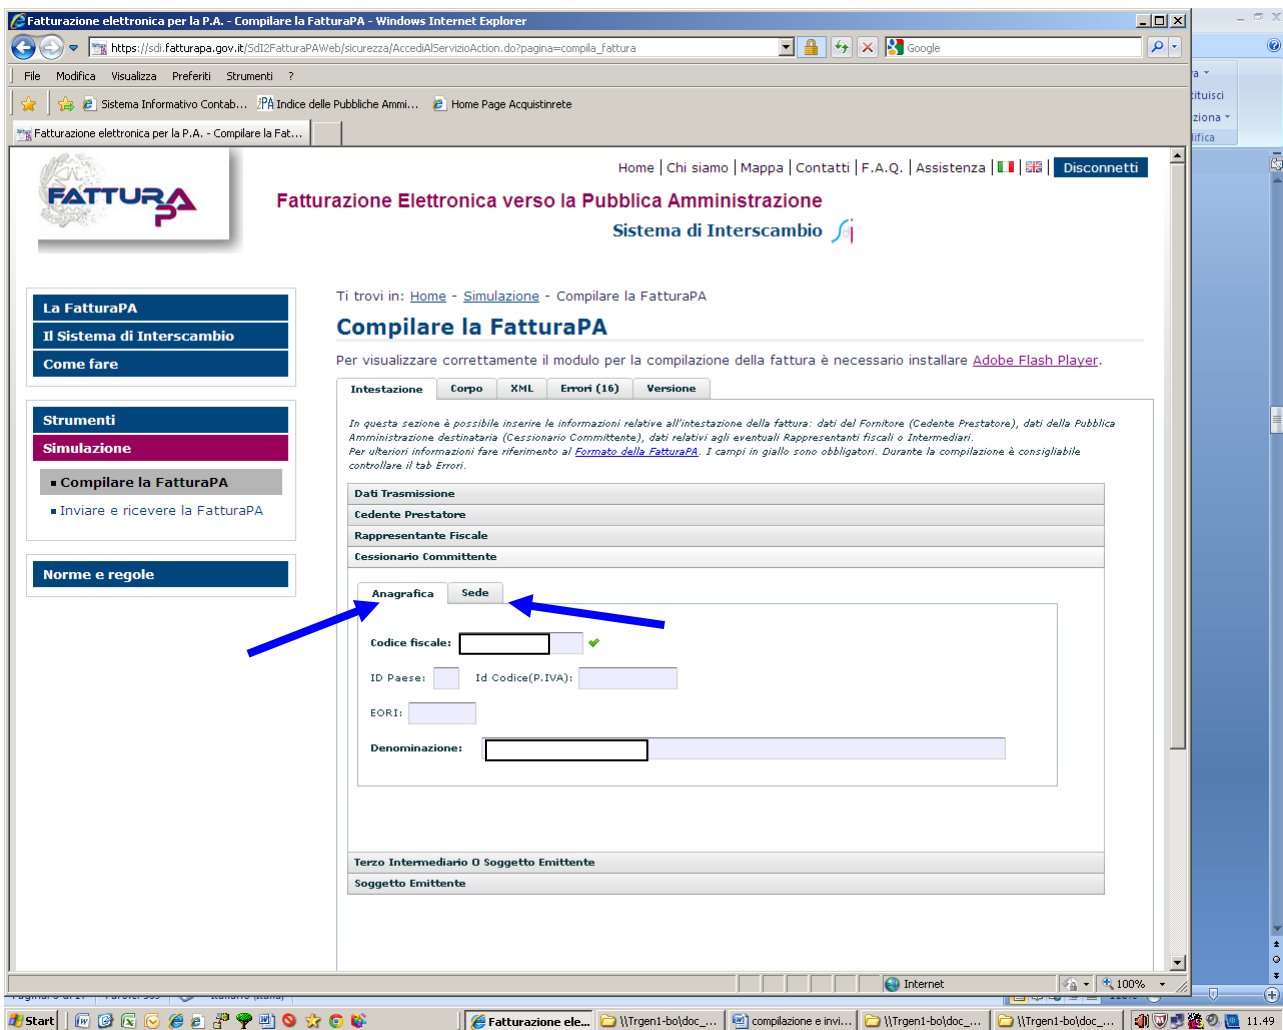 Fatturazione elettronica per la P.A. - Compilare la FatturaPA - Windows Internet Explorer
https://sdi.fatturapa.gov.it/SdI2FatturaPAWeb/sicurezza/AccediAlServizioAction.do?pagina=compila_fattura
Google
File Modifica Visualizza Preferiti Strumenti ?
Sistema Informativo Contab... Indice delle Pubbliche Ammi... Home Page Acquistinrete
Fatturazione elettronica per la P.A. - Compilare la Fat...
Home | Chi siamo | Mappa | Contatti | F.A.Q. | Assistenza | Disconnetti
FATTURA
PA
Fatturazione Elettronica verso la Pubblica Amministrazione
Sistema di Interscambio
La FatturaPA
Il Sistema di Interscambio
Come fare
Strumenti
Simulazione
Compilare la FatturaPA
Inviare e ricevere la FatturaPA
Norme e regole
Ti trovi in: Home - Simulazione - Compilare la FatturaPA
Compilare la FatturaPA
Per visualizzare correttamente il modulo per la compilazione della fattura è necessario installare Adobe Flash Player.
Intestazione Corpo XML Errori (16) Versione
In questa sezione è possibile inserire le informazioni relative all'intestazione della fattura: dati del Fornitore (Cedente Prestatore), dati della Pubblica
Amministrazione destinataria (Cessionario Committente), dati relativi agli eventuali Rappresentanti fiscali o Intermediari.
Per ulteriori informazioni fare riferimento al Formato della FatturaPA. I campi in giallo sono obbligatori. Durante la compilazione è consigliabile
controllare il tab Errori.
Dati Trasmissione
Cedente Prestatore
Rappresentante Fiscale
Cessionario Committente
Anagrafica Sede
Codice fiscale:
ID Paese: Id Codice(P.IVA):
EORI:
Denominazione:
Terzo Intermediario O Soggetto Emittente
Soggetto Emittente
Internet 100%
Start Fatturazione ele... \\Trgen1-bo\doc_... compilazione e invi... \\Trgen1-bo\doc_... \\Trgen1-bo\doc_... 11.49